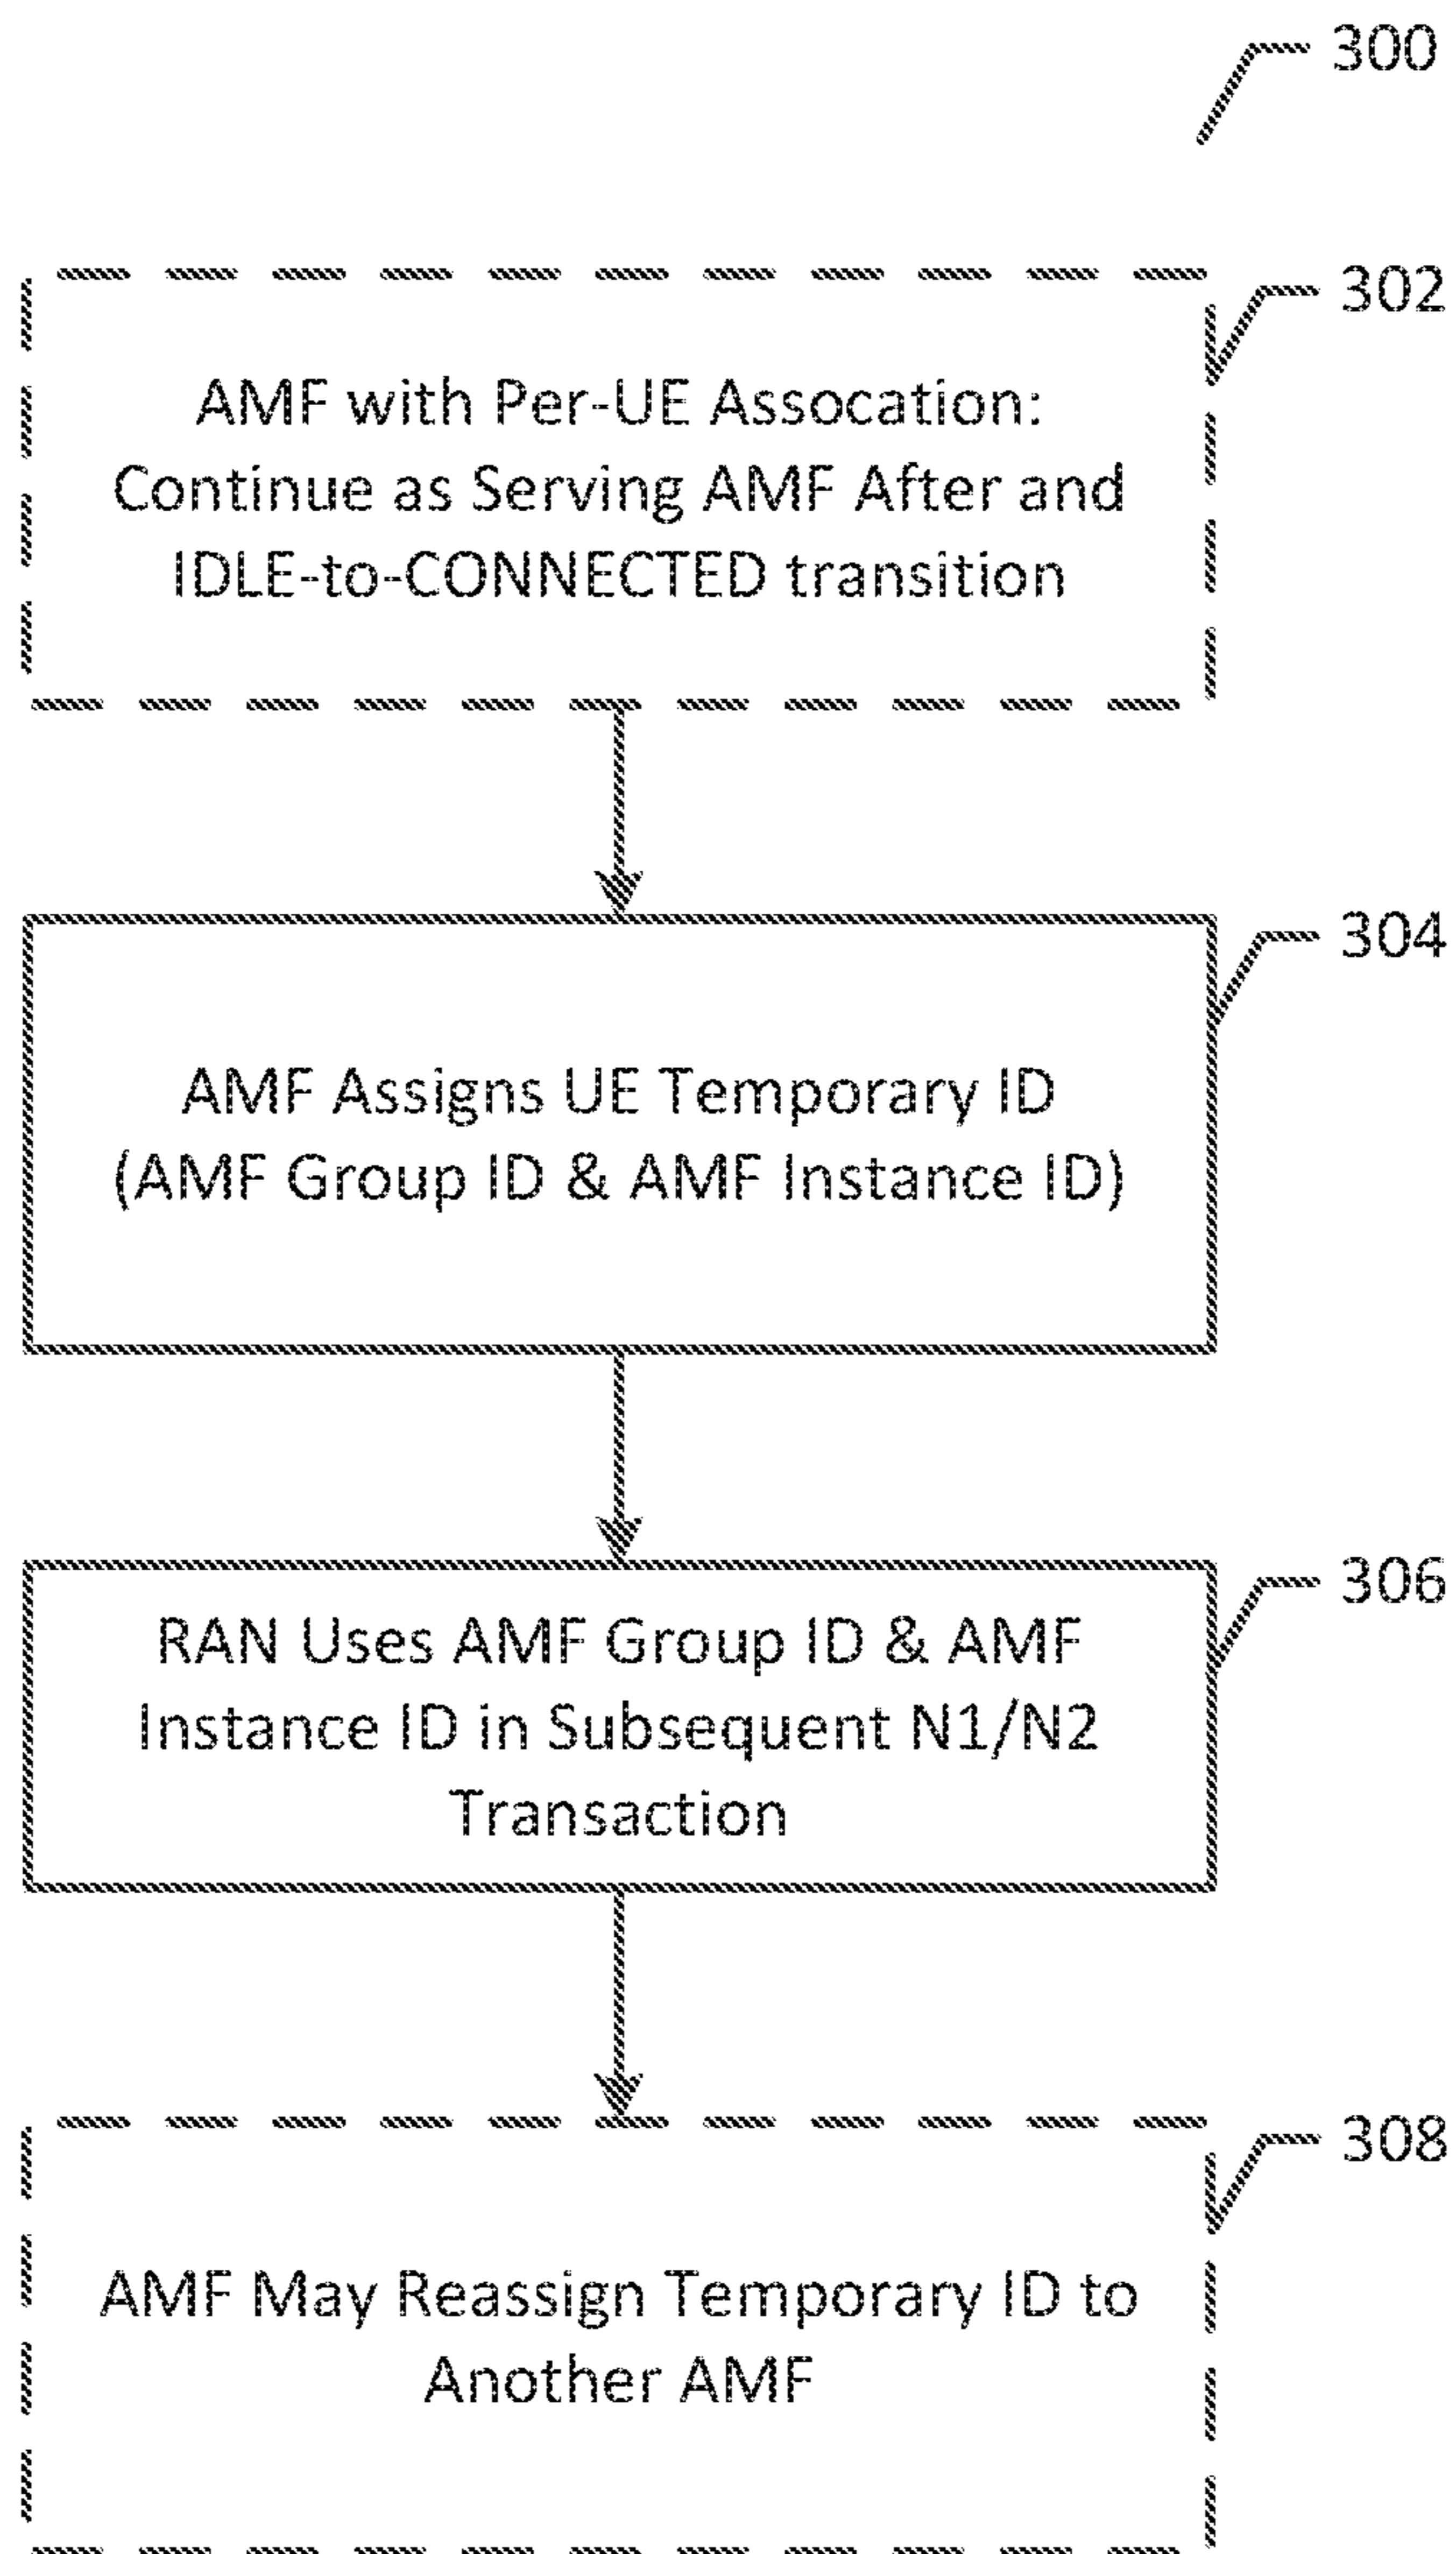 300
302
AMF with Per-UE Assocation:
Continue as Serving AMF After and
IDLE-to-CONNECTED transition
304
AMF Assigns UE Temporary ID
(AMF Group ID & AMF Instance ID)
306
RAN Uses AMF Group ID & AMF
Instance ID in Subsequent N1/N2
Transaction
308
AMF May Reassign Temporary ID to
Another AMF